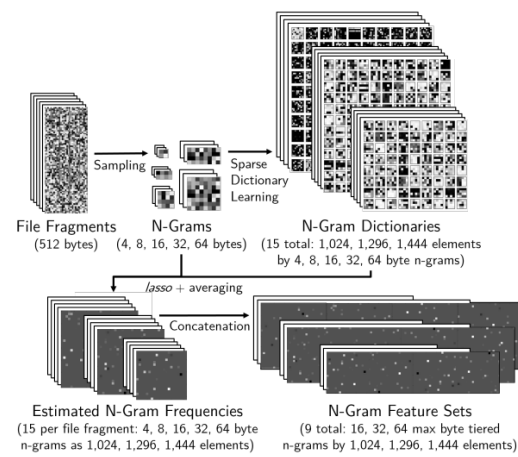 Sampling
Sparse
Dictionary
Learning
File Fragments
(512 bytes)
N-Grams
(4, 8, 16, 32, 64 bytes)
N-Gram Dictionaries
(15 total: 1,024, 1,296, 1,444 elements
by 4, 8, 16, 32, 64 byte n-grams)
lasso + averaging
Concatenation
Estimated N-Gram Frequencies
(15 per file fragment: 4, 8, 16, 32, 64 byte
n-grams as 1,024, 1,296, 1,444 elements)
N-Gram Feature Sets
(9 total: 16, 32, 64 max byte tiered
n-grams by 1,024, 1,296, 1,444 elements)